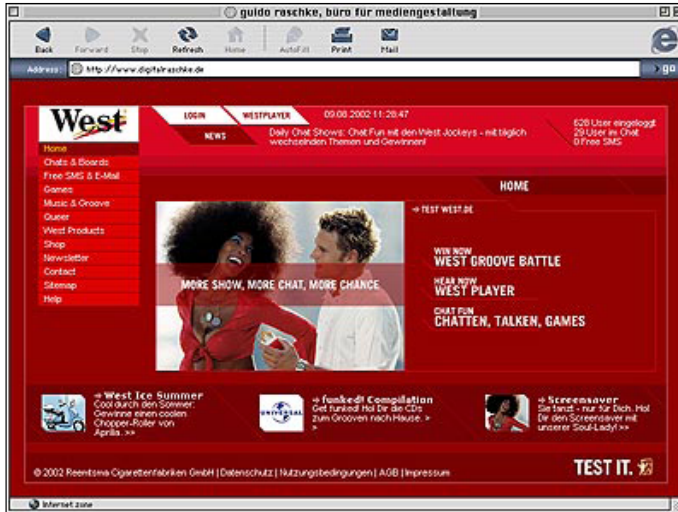 guido raschke, büro für mediengestaltung
Back Forward Stop Refresh Home AutoFill Print Mail
Address: http://www.digitalraschke.de go
West
LOGIN WESTPLAYER 09.08.2002 11:28:47
NEWS
Daily Chat Shows: Chat Fun mit den West Jockeys - mit täglich
wechselnden Themen und Gewinnen!
628 User eingeloggt
29 User im Chat
0 Free SMS
Home
Chats & Boards
Free SMS & E-Mail
Games
Music & Groove
Queer
West Products
Shop
Newsletter
Contact
Sitemap
Help
HOME
MORE SHOW, MORE CHAT, MORE CHANCE
TEST WEST.DE
WIN NOW
WEST GROOVE BATTLE
HEAR NOW
WEST PLAYER
CHAT FUN
CHATTEN, TALKEN, GAMES
West Ice Summer
Cool durch den
Sommer:
Gewinne einen
coolen
Chopper-Roller von
Aprilia. >>
UNIVERSAL
funked! Compilation
Get funked! Hol Dir die CDs
zum Grooven nach Hause. >
>
Screensaver
Sie tanzt - nur für Dich. Hol
Dir den Screensaver mit
unserer Soul-Lady! >>
© 2002 Reemtsma Cigarettenfabriken GmbH | Datenschutz | Nutzungsbedingungen | AGB | Impressum
TEST IT.
Internet zone